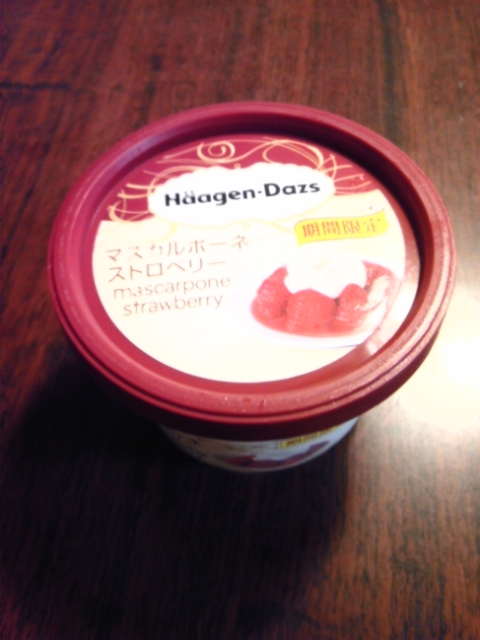 Häagen-Dazs
期間限定
マスカルポーネ
ストロベリー
mascarpone
strawberry